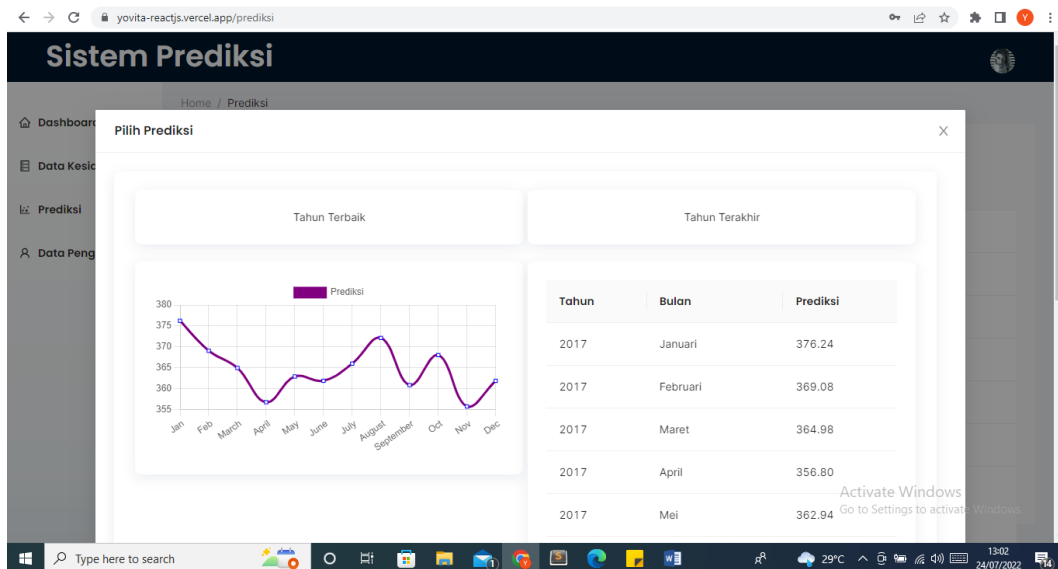 yovita-reactjs.vercel.app/prediksi
Y
Sistem Prediksi
Home / Prediksi
Dashboard
Data Kesic
Prediksi
Data Peng
Pilih Prediksi
X
Tahun Terbaik
Tahun Terakhir
Prediksi
380
375
370
365
360
355
Jan Feb March April May June July August September Oct Nov Dec
Tahun Bulan Prediksi
2017 Januari 376.24
2017 Februari 369.08
2017 Maret 364.98
2017 April 356.80
2017 Mei 362.94
Activate Windows
Go to Settings to activate Windows.
Type here to search
29°C
13:02
24/07/2022
14